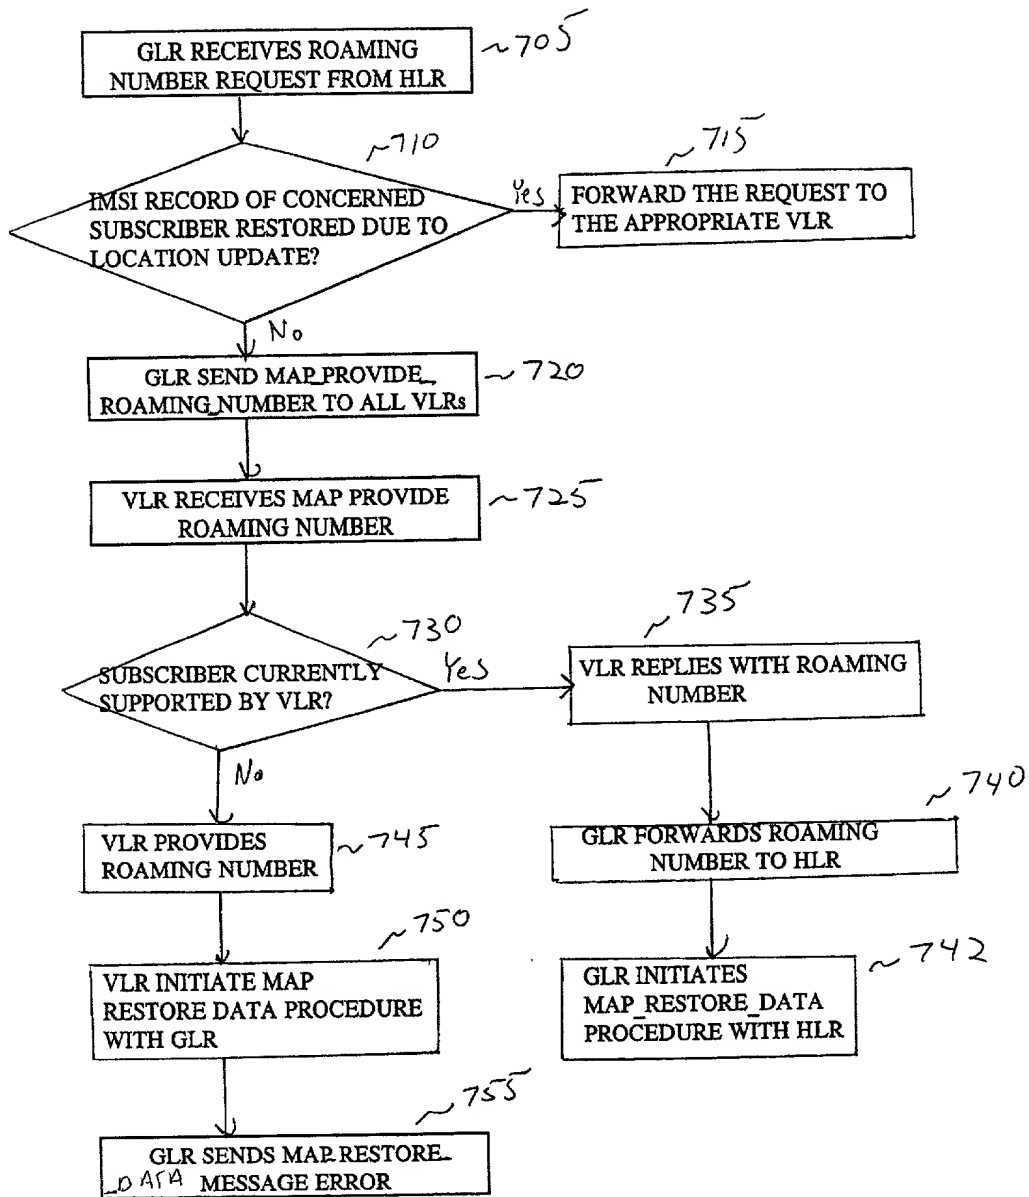 GLR RECEIVES ROAMING
NUMBER REQUEST FROM HLR
~705
~710
IMSI RECORD OF CONCERNED
SUBSCRIBER RESTORED DUE TO
LOCATION UPDATE?
Yes
~715
FORWARD THE REQUEST TO
THE APPROPRIATE VLR
No
GLR SEND MAP_PROVIDE_
ROAMING_NUMBER TO ALL VLRs
~720
VLR RECEIVES MAP PROVIDE
ROAMING NUMBER
~725
~730
SUBSCRIBER CURRENTLY
SUPPORTED BY VLR?
Yes
~735
VLR REPLIES WITH ROAMING
NUMBER
No
VLR PROVIDES
ROAMING NUMBER
~745
~740
GLR FORWARDS ROAMING
NUMBER TO HLR
~750
VLR INITIATE MAP
RESTORE DATA PROCEDURE
WITH GLR
~742
GLR INITIATES
MAP_RESTORE_DATA
PROCEDURE WITH HLR
~755
GLR SENDS MAP_RESTORE_
_DATA MESSAGE ERROR